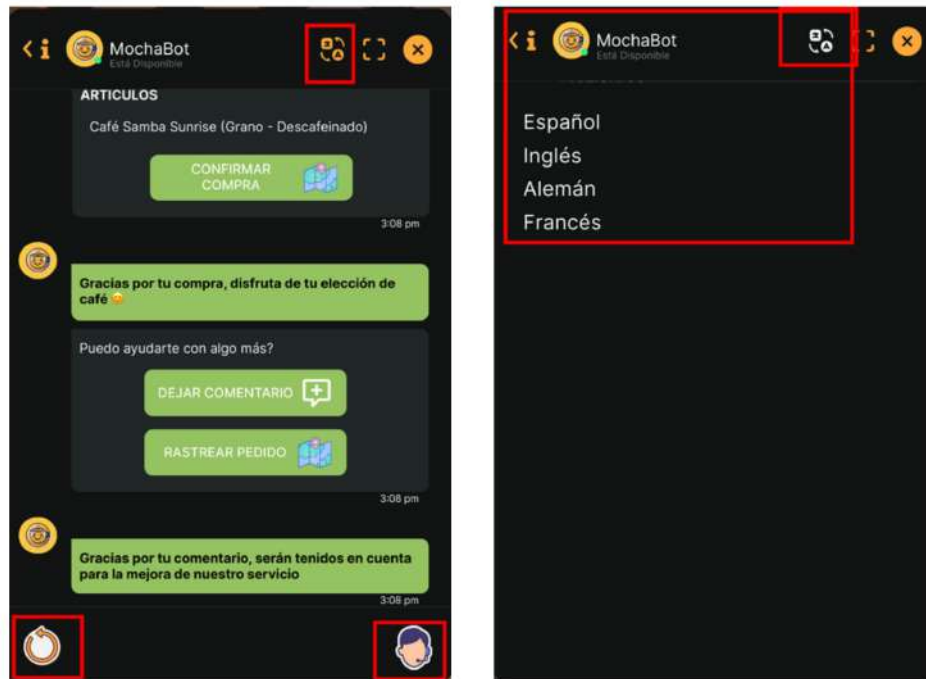 MochaBot
Está Disponible
ARTICULOS
Café Samba Sunrise (Grano - Descafeinado)
CONFIRMAR
COMPRA
3:08 pm
Gracias por tu compra, disfruta de tu elección de
café 😊
Puedo ayudarte con algo más?
DEJAR COMENTARIO
RASTREAR PEDIDO
3:08 pm
Gracias por tu comentario, serán tenidos en cuenta
para la mejora de nuestro servicio
3:08 pm
MochaBot
Está Disponible
Español
Inglés
Alemán
Francés